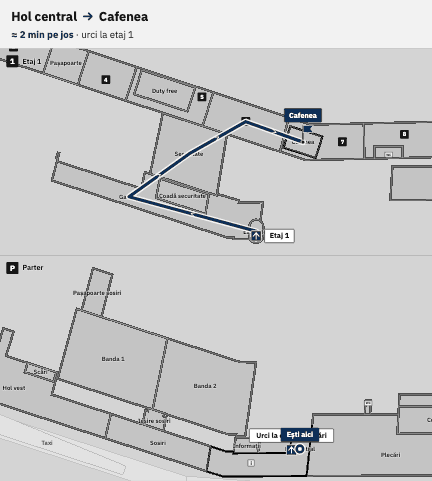 Hol central → Cafenea
≈ 2 min pe jos · urci la etaj 1
1 Etaj 1
Pașapoarte
4
Duty free
5
Cafenea
7
8
Coadă securitate
Etaj 1
P Parter
Pașapoarte sosiri
Banda 1
Banda 2
Scări
Hol vest
Ieșire sosiri
Taxi
Sosiri
Informații
Urci la
Ești aici
Plecări